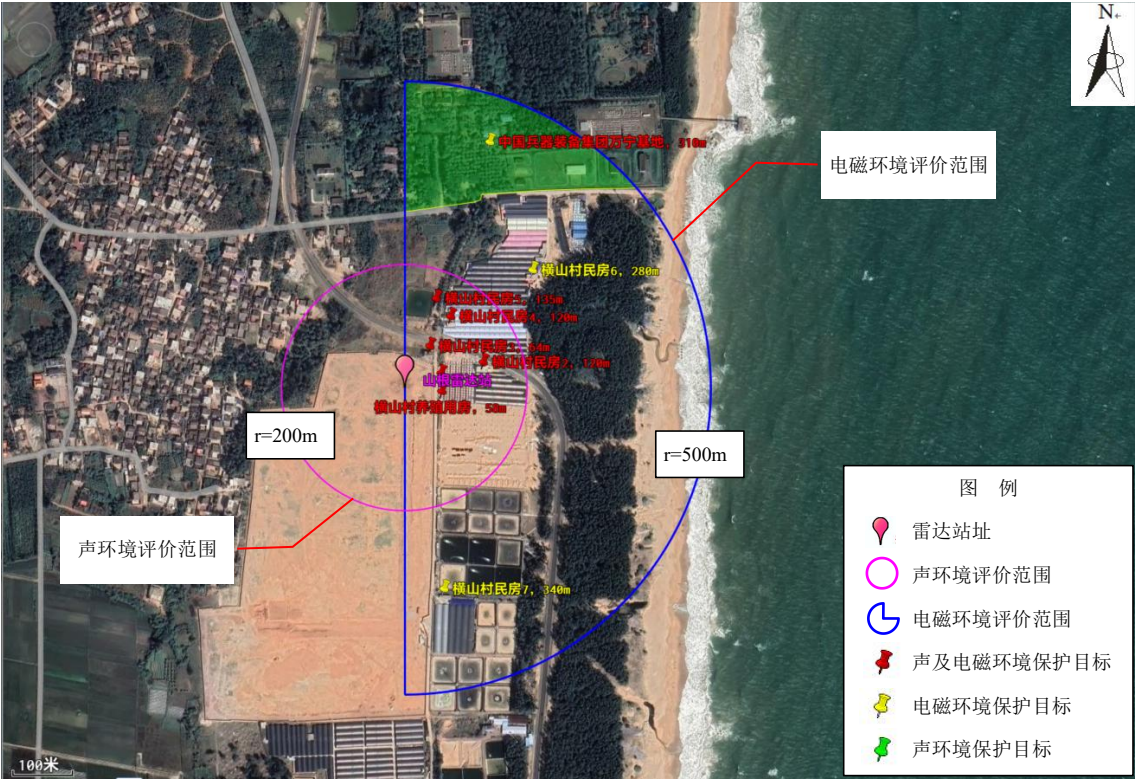 N
中国兵器装备集团万宁基地, 310m
电磁环境评价范围
横山村民房6, 280m
横山村民房5, 135m
横山村民房4, 120m
横山村民房3, 64m
横山村民房2, 120m
山根雷达站
横山村养殖用房, 50m
r=200m
r=500m
声环境评价范围
横山村民房7, 340m
图 例
雷达站址
声环境评价范围
电磁环境评价范围
声及电磁环境保护目标
电磁环境保护目标
声环境保护目标
100米